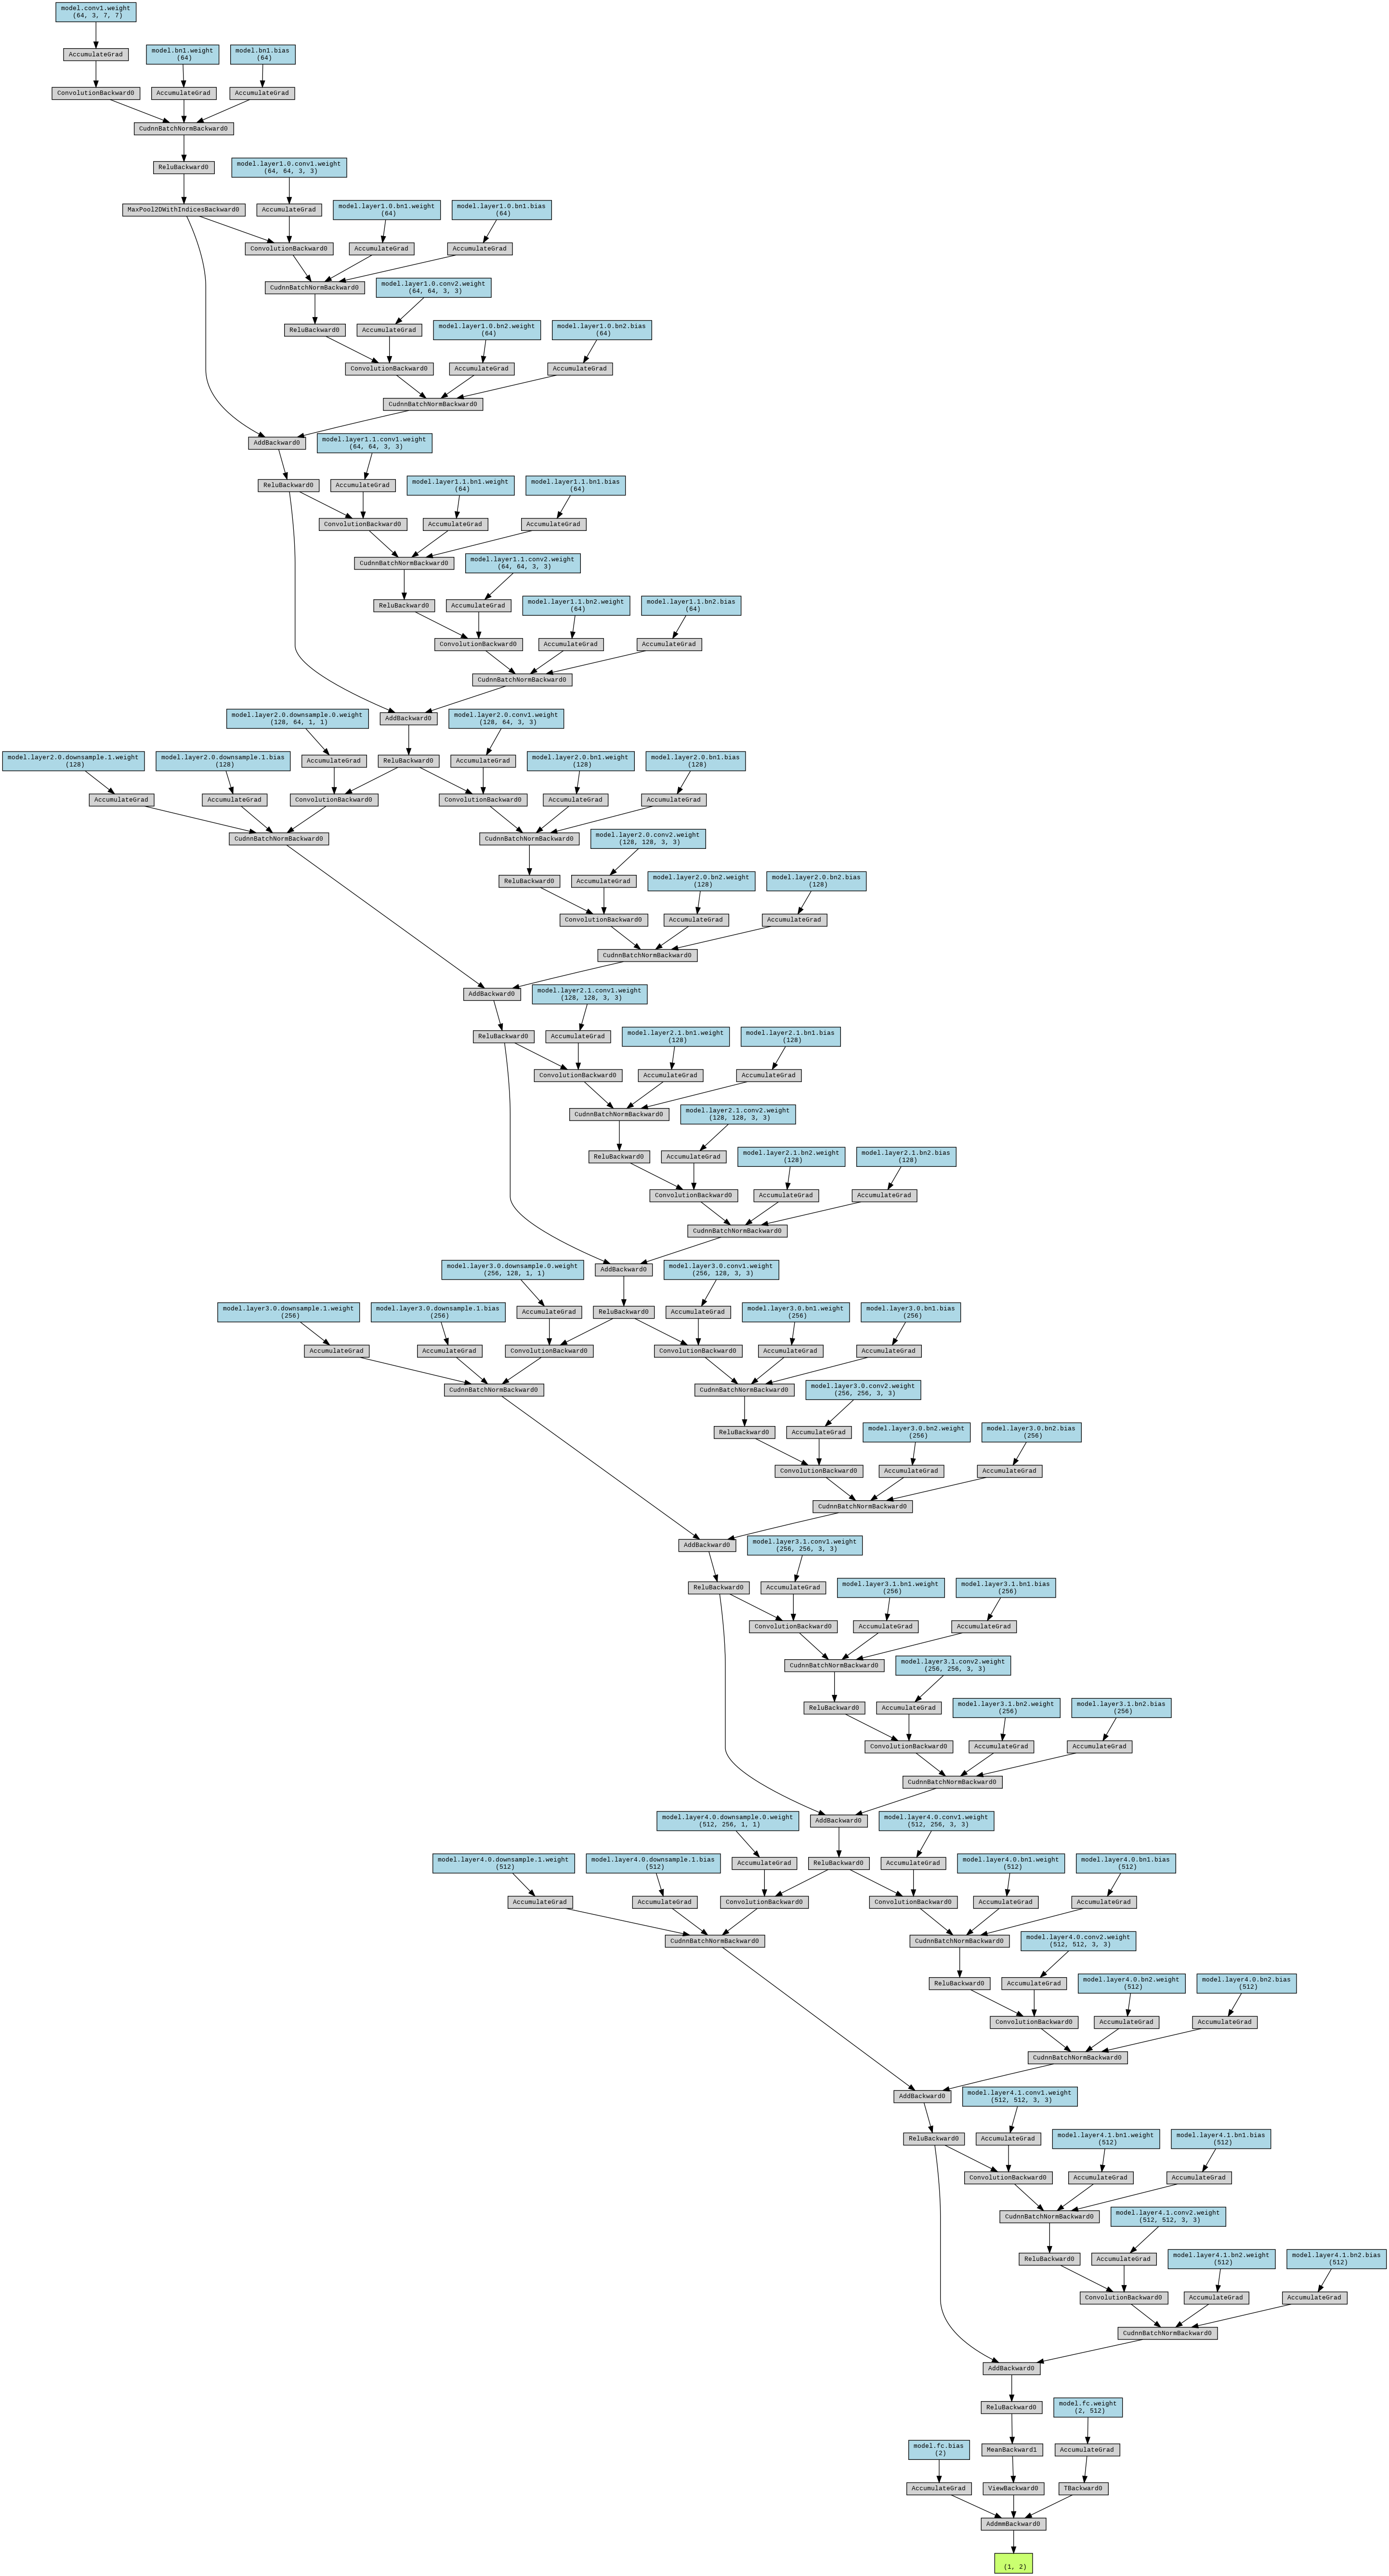 model.conv1.weight
(64, 3, 7, 7)
AccumulateGrad
model.bn1.weight
(64)
model.bn1.bias
(64)
ConvolutionBackward0
AccumulateGrad
AccumulateGrad
CudnnBatchNormBackward0
ReluBackward0
model.layer1.0.conv1.weight
(64, 64, 3, 3)
MaxPool2DWithIndicesBackward0
AccumulateGrad
model.layer1.0.bn1.weight
(64)
model.layer1.0.bn1.bias
(64)
ConvolutionBackward0
AccumulateGrad
AccumulateGrad
CudnnBatchNormBackward0
model.layer1.0.conv2.weight
(64, 64, 3, 3)
ReluBackward0
AccumulateGrad
model.layer1.0.bn2.weight
(64)
model.layer1.0.bn2.bias
(64)
ConvolutionBackward0
AccumulateGrad
AccumulateGrad
CudnnBatchNormBackward0
AddBackward0
model.layer1.1.conv1.weight
(64, 64, 3, 3)
ReluBackward0
AccumulateGrad
model.layer1.1.bn1.weight
(64)
model.layer1.1.bn1.bias
(64)
ConvolutionBackward0
AccumulateGrad
AccumulateGrad
CudnnBatchNormBackward0
model.layer1.1.conv2.weight
(64, 64, 3, 3)
ReluBackward0
AccumulateGrad
model.layer1.1.bn2.weight
(64)
model.layer1.1.bn2.bias
(64)
ConvolutionBackward0
AccumulateGrad
AccumulateGrad
CudnnBatchNormBackward0
model.layer2.0.downsample.0.weight
(128, 64, 1, 1)
AddBackward0
model.layer2.0.conv1.weight
(128, 64, 3, 3)
model.layer2.0.downsample.1.weight
(128)
model.layer2.0.downsample.1.bias
(128)
AccumulateGrad
ReluBackward0
AccumulateGrad
model.layer2.0.bn1.weight
(128)
model.layer2.0.bn1.bias
(128)
AccumulateGrad
AccumulateGrad
ConvolutionBackward0
ConvolutionBackward0
AccumulateGrad
AccumulateGrad
CudnnBatchNormBackward0
CudnnBatchNormBackward0
model.layer2.0.conv2.weight
(128, 128, 3, 3)
ReluBackward0
AccumulateGrad
model.layer2.0.bn2.weight
(128)
model.layer2.0.bn2.bias
(128)
ConvolutionBackward0
AccumulateGrad
AccumulateGrad
CudnnBatchNormBackward0
AddBackward0
model.layer2.1.conv1.weight
(128, 128, 3, 3)
ReluBackward0
AccumulateGrad
model.layer2.1.bn1.weight
(128)
model.layer2.1.bn1.bias
(128)
ConvolutionBackward0
AccumulateGrad
AccumulateGrad
CudnnBatchNormBackward0
model.layer2.1.conv2.weight
(128, 128, 3, 3)
ReluBackward0
AccumulateGrad
model.layer2.1.bn2.weight
(128)
model.layer2.1.bn2.bias
(128)
ConvolutionBackward0
AccumulateGrad
AccumulateGrad
CudnnBatchNormBackward0
model.layer3.0.downsample.0.weight
(256, 128, 1, 1)
AddBackward0
model.layer3.0.conv1.weight
(256, 128, 3, 3)
model.layer3.0.downsample.1.weight
(256)
model.layer3.0.downsample.1.bias
(256)
AccumulateGrad
ReluBackward0
AccumulateGrad
model.layer3.0.bn1.weight
(256)
model.layer3.0.bn1.bias
(256)
AccumulateGrad
AccumulateGrad
ConvolutionBackward0
ConvolutionBackward0
AccumulateGrad
AccumulateGrad
CudnnBatchNormBackward0
CudnnBatchNormBackward0
model.layer3.0.conv2.weight
(256, 256, 3, 3)
ReluBackward0
AccumulateGrad
model.layer3.0.bn2.weight
(256)
model.layer3.0.bn2.bias
(256)
ConvolutionBackward0
AccumulateGrad
AccumulateGrad
CudnnBatchNormBackward0
AddBackward0
model.layer3.1.conv1.weight
(256, 256, 3, 3)
ReluBackward0
AccumulateGrad
model.layer3.1.bn1.weight
(256)
model.layer3.1.bn1.bias
(256)
ConvolutionBackward0
AccumulateGrad
AccumulateGrad
CudnnBatchNormBackward0
model.layer3.1.conv2.weight
(256, 256, 3, 3)
ReluBackward0
AccumulateGrad
model.layer3.1.bn2.weight
(256)
model.layer3.1.bn2.bias
(256)
ConvolutionBackward0
AccumulateGrad
AccumulateGrad
CudnnBatchNormBackward0
model.layer4.0.downsample.0.weight
(512, 256, 1, 1)
AddBackward0
model.layer4.0.conv1.weight
(512, 256, 3, 3)
model.layer4.0.downsample.1.weight
(512)
model.layer4.0.downsample.1.bias
(512)
AccumulateGrad
ReluBackward0
AccumulateGrad
model.layer4.0.bn1.weight
(512)
model.layer4.0.bn1.bias
(512)
AccumulateGrad
AccumulateGrad
ConvolutionBackward0
ConvolutionBackward0
AccumulateGrad
AccumulateGrad
CudnnBatchNormBackward0
CudnnBatchNormBackward0
model.layer4.0.conv2.weight
(512, 512, 3, 3)
ReluBackward0
AccumulateGrad
model.layer4.0.bn2.weight
(512)
model.layer4.0.bn2.bias
(512)
ConvolutionBackward0
AccumulateGrad
AccumulateGrad
CudnnBatchNormBackward0
AddBackward0
model.layer4.1.conv1.weight
(512, 512, 3, 3)
ReluBackward0
AccumulateGrad
model.layer4.1.bn1.weight
(512)
model.layer4.1.bn1.bias
(512)
ConvolutionBackward0
AccumulateGrad
AccumulateGrad
CudnnBatchNormBackward0
model.layer4.1.conv2.weight
(512, 512, 3, 3)
ReluBackward0
AccumulateGrad
model.layer4.1.bn2.weight
(512)
model.layer4.1.bn2.bias
(512)
ConvolutionBackward0
AccumulateGrad
AccumulateGrad
CudnnBatchNormBackward0
AddBackward0
ReluBackward0
model.fc.weight
(2, 512)
model.fc.bias
(2)
MeanBackward1
AccumulateGrad
AccumulateGrad
ViewBackward0
TBackward0
AddmmBackward0
(1, 2)